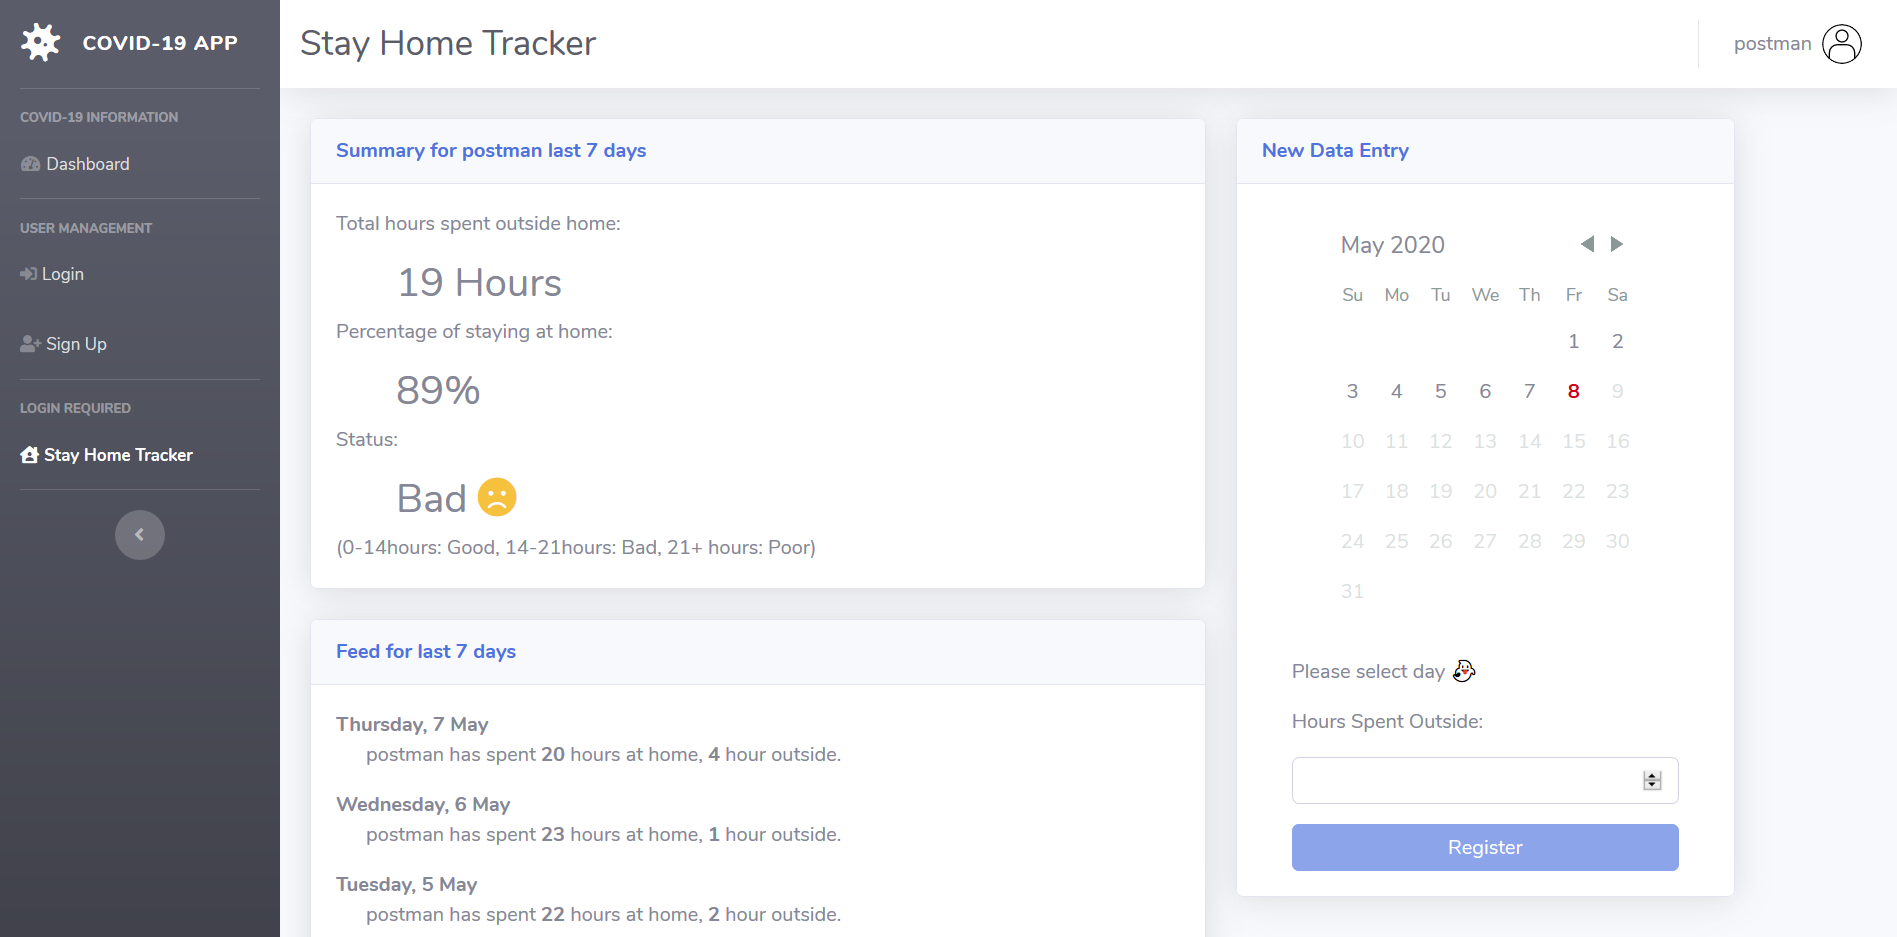 COVID-19 APP
COVID-19 INFORMATION
Dashboard
USER MANAGEMENT
Login
Sign Up
LOGIN REQUIRED
Stay Home Tracker
Stay Home Tracker
postman
Summary for postman last 7 days
Total hours spent outside home:
19 Hours
Percentage of staying at home:
89%
Status:
Bad
(0-14hours: Good, 14-21hours: Bad, 21+ hours: Poor)
Feed for last 7 days
Thursday, 7 May
postman has spent 20 hours at home, 4 hour outside.
Wednesday, 6 May
postman has spent 23 hours at home, 1 hour outside.
Tuesday, 5 May
postman has spent 22 hours at home, 2 hour outside.
New Data Entry
May 2020
Su Mo Tu We Th Fr Sa
1 2
3 4 5 6 7 8 9
10 11 12 13 14 15 16
17 18 19 20 21 22 23
24 25 26 27 28 29 30
31
Please select day
Hours Spent Outside:
Register